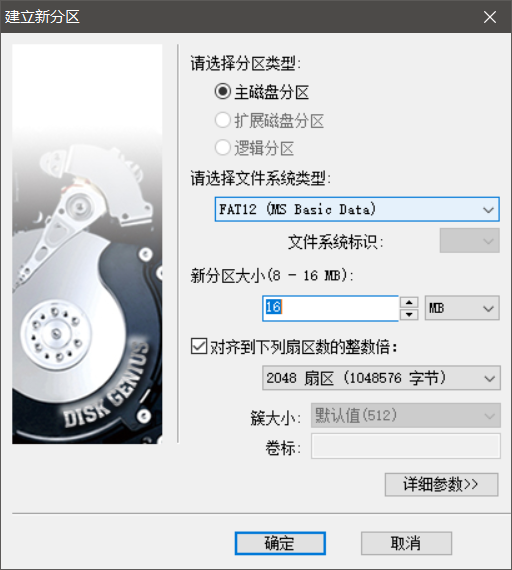 建立新分区
请选择分区类型:
主磁盘分区
扩展磁盘分区
逻辑分区
请选择文件系统类型:
FAT12 (MS Basic Data)
文件系统标识:
新分区大小(8 - 16 MB):
16
MB
对齐到下列扇区数的整数倍:
2048 扇区 (1048576 字节)
簇大小:
默认值(512)
卷标:
DISK GENIUS
详细参数>>
确定
取消